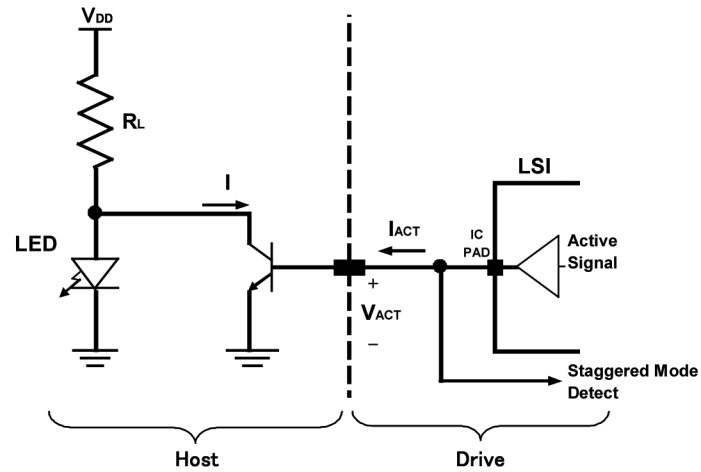 VDD
RL
I
LED
LSI
IACT
IC
PAD
Active
Signal
+
VACT
–
Staggered Mode
Detect
Host
Drive